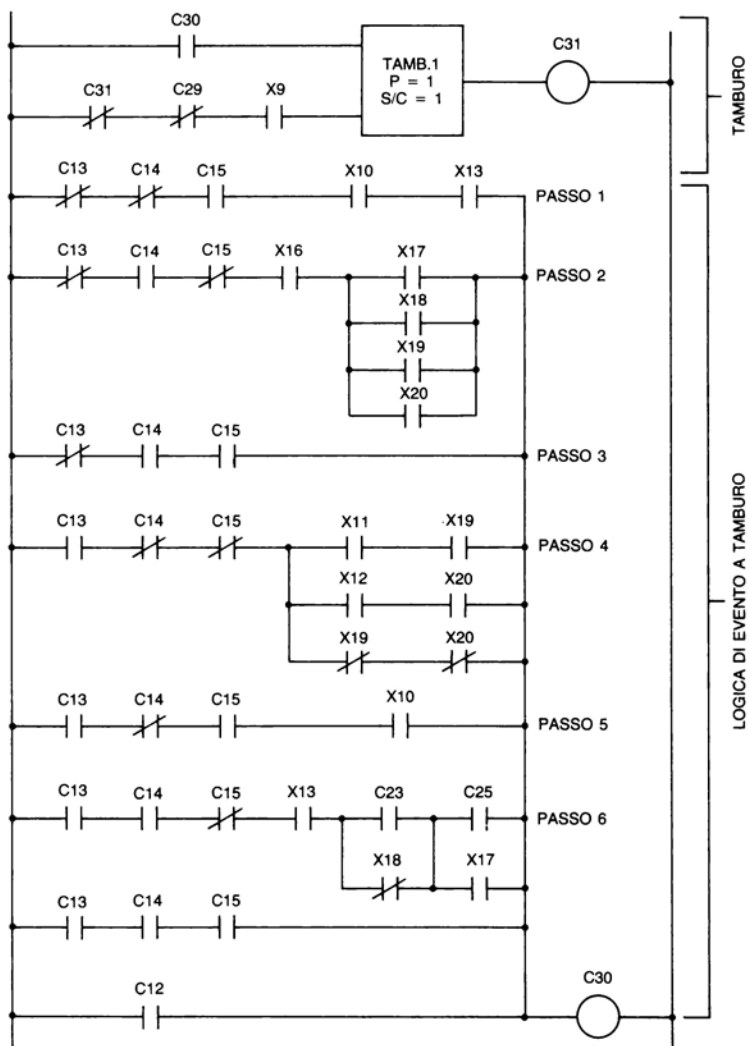 C30
C31
TAMB.1
P = 1
S/C = 1
C31 C29 X9
TAMBURO
C13 C14 C15 X10 X13
PASSO 1
C13 C14 C15 X16 X17
PASSO 2
X18
X19
X20
C13 C14 C15
PASSO 3
C13 C14 C15 X11 X19
PASSO 4
X12 X20
X19 X20
C13 C14 C15 X10
PASSO 5
C13 C14 C15 X13 C23 C25
PASSO 6
X18 X17
C13 C14 C15
C12
C30
LOGICA DI EVENTO A TAMBURO